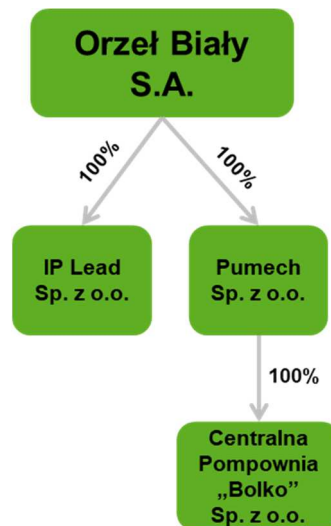 Orzeł Biały
S.A.
100%
100%
IP Lead
Sp. z o.o.
Pumech
Sp. z o.o.
100%
Centralna
Pompownia
„Bolko”
Sp. z o.o.